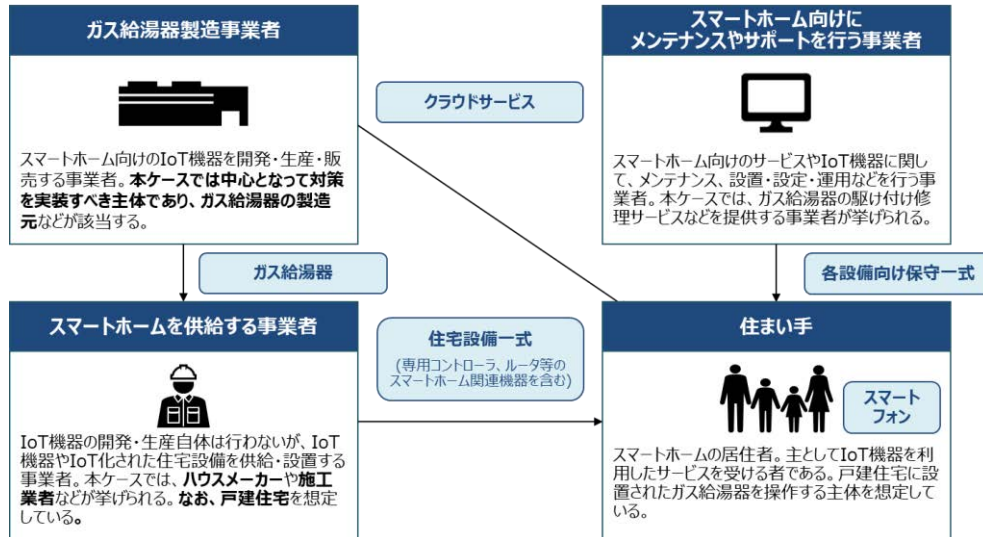 ガス給湯器製造事業者
スマートホーム向けのIoT機器を開発・生産・販
売する事業者。本ケースでは中心となって対策
を実装すべき主体であり、ガス給湯器の製造
元などが該当する。
クラウドサービス
スマートホーム向けに
メンテナンスやサポートを行う事業者
スマートホーム向けのサービスやIoT機器に関し
て、メンテナンス、設置・設定・運用などを行う事
業者。本ケースでは、ガス給湯器の駆け付け修
理サービスなどを提供する事業者が挙げられる。
ガス給湯器
各設備向け保守一式
スマートホームを供給する事業者
IoT機器の開発・生産自体は行わないが、IoT
機器やIoT化された住宅設備を供給・設置する
事業者。本ケースでは、ハウスメーカーや施工
業者などが挙げられる。なお、戸建住宅を想定
している。
住宅設備一式
(専用コントローラ、ルータ等の
スマートホーム関連機器を含む)
住まい手
スマート
フォン
スマートホームの居住者。主としてIoT機器を利
用したサービスを受ける者である。戸建住宅に設
置されたガス給湯器を操作する主体を想定して
いる。